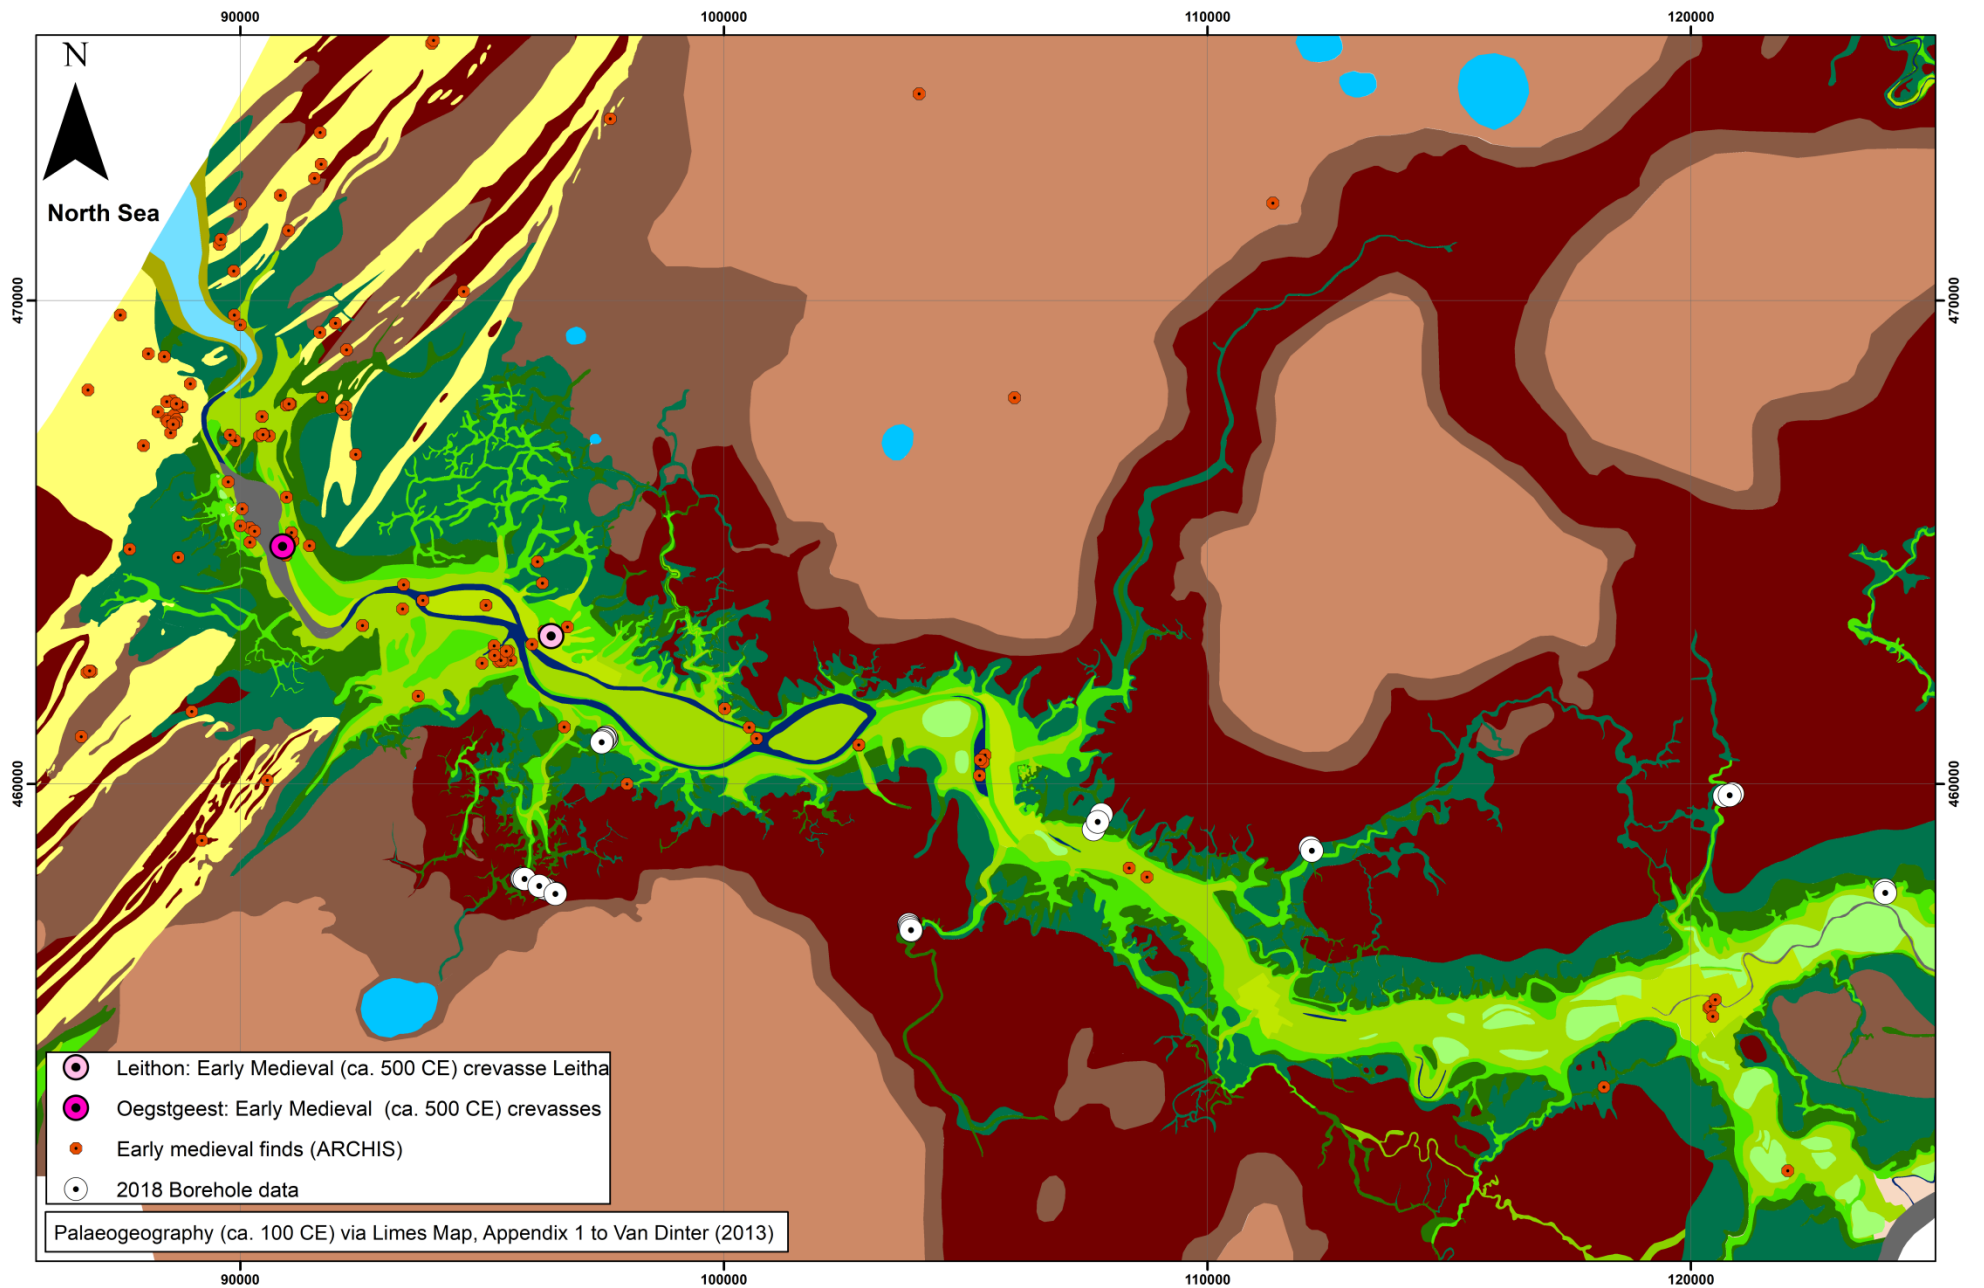 90000 100000 110000 120000
N
North Sea
470000 470000
460000 460000
Leithon: Early Medieval (ca. 500 CE) crevasse Leitha
Oegstgeest: Early Medieval (ca. 500 CE) crevasses
Early medieval finds (ARCHIS)
2018 Borehole data
Palaeogeography (ca. 100 CE) via Limes Map, Appendix 1 to Van Dinter (2013)
90000 100000 110000 120000